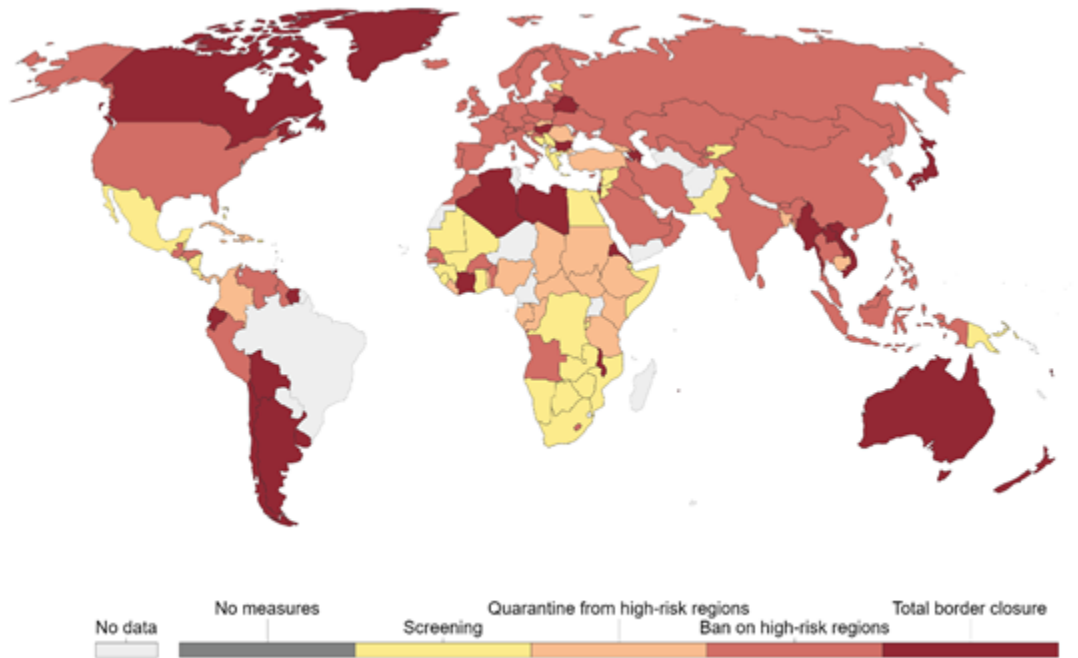 No measures
Quarantine from high-risk regions
Total border closure
No data
Screening
Ban on high-risk regions